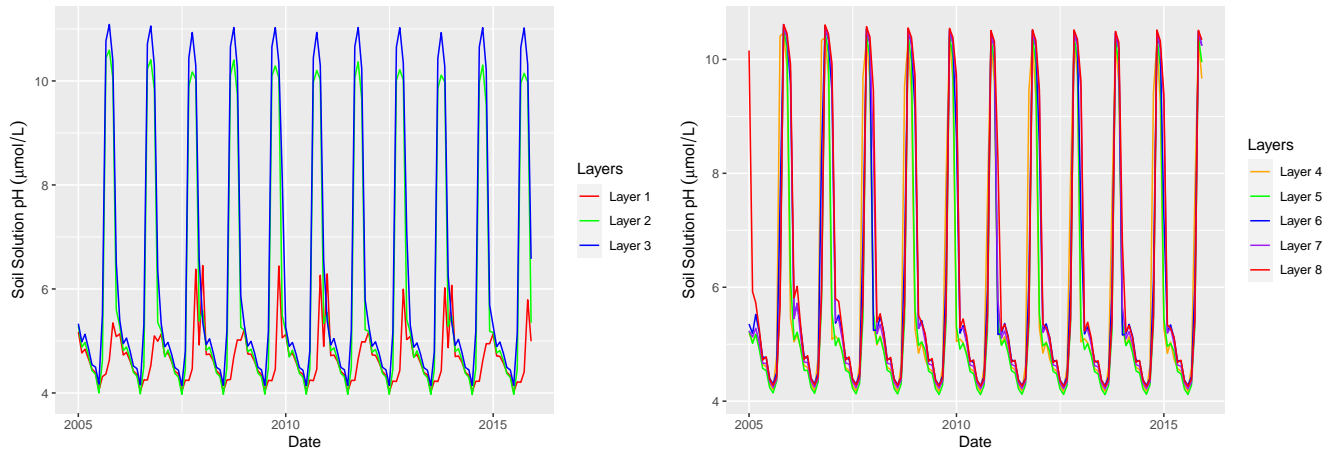 Soil Solution pH (μmol/L)
10
8
6
4
2005
2010
2015
Date
Layers
Layer 1
Layer 2
Layer 3
Soil Solution pH (μmol/L)
10
8
6
4
2005
2010
2015
Date
Layers
Layer 4
Layer 5
Layer 6
Layer 7
Layer 8